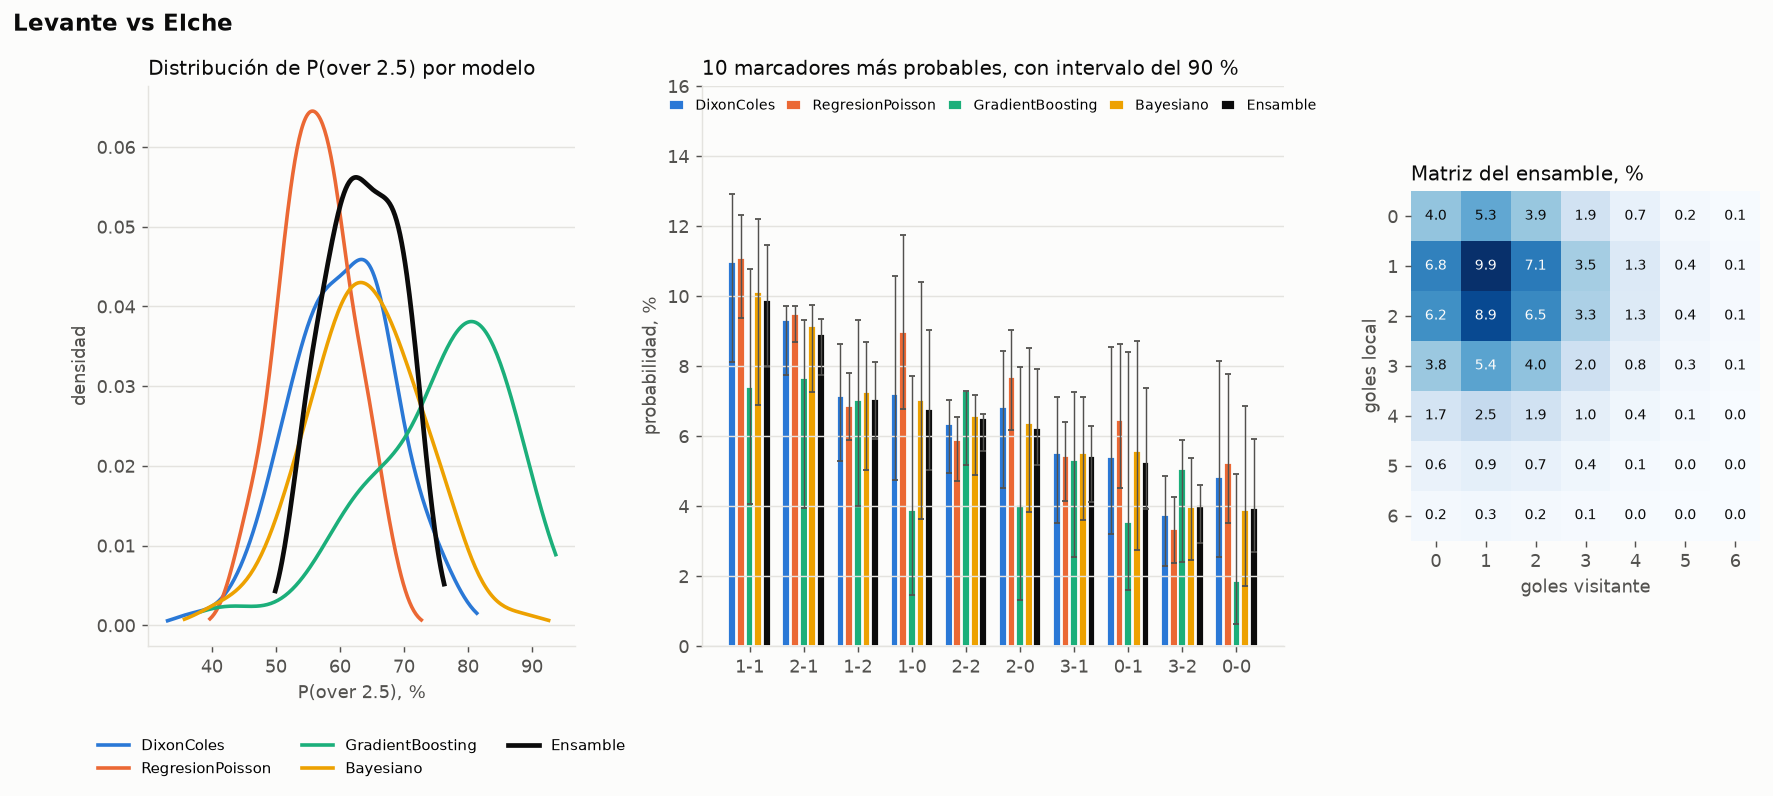 Levante vs Elche
Distribución de P(over 2.5) por modelo
densidad
0.06
0.05
0.04
0.03
0.02
0.01
0.00
40 50 60 70 80 90
P(over 2.5), %
DixonColes
RegresionPoisson
GradientBoosting
Bayesiano
Ensamble
10 marcadores más probables, con intervalo del 90 %
DixonColes RegresionPoisson GradientBoosting Bayesiano Ensamble
probabilidad, %
16
14
12
10
8
6
4
2
0
1-1 2-1 1-2 1-0 2-2 2-0 3-1 0-1 3-2 0-0
Matriz del ensamble, %
goles local
0 4.0 5.3 3.9 1.9 0.7 0.2 0.1
1 6.8 9.9 7.1 3.5 1.3 0.4 0.1
2 6.2 8.9 6.5 3.3 1.3 0.4 0.1
3 3.8 5.4 4.0 2.0 0.8 0.3 0.1
4 1.7 2.5 1.9 1.0 0.4 0.1 0.0
5 0.6 0.9 0.7 0.4 0.1 0.0 0.0
6 0.2 0.3 0.2 0.1 0.0 0.0 0.0
0 1 2 3 4 5 6
goles visitante